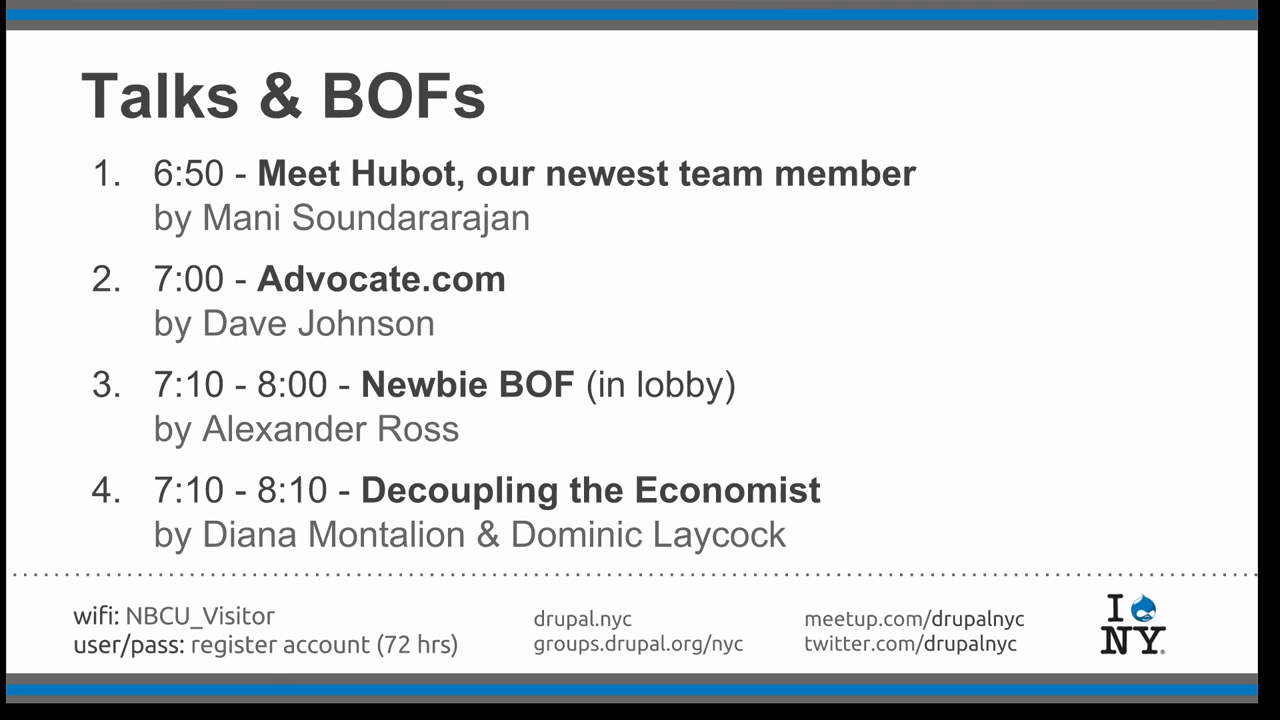 Talks & BOFs
1. 6:50 - Meet Hubot, our newest team member
by Mani Soundararajan
2. 7:00 - Advocate.com
by Dave Johnson
3. 7:10 - 8:00 - Newbie BOF (in lobby)
by Alexander Ross
4. 7:10 - 8:10 - Decoupling the Economist
by Diana Montalion & Dominic Laycock
wifi: NBCU_Visitor
user/pass: register account (72 hrs)
drupal.nyc
groups.drupal.org/nyc
meetup.com/drupalnyc
twitter.com/drupalnyc
I
NY®